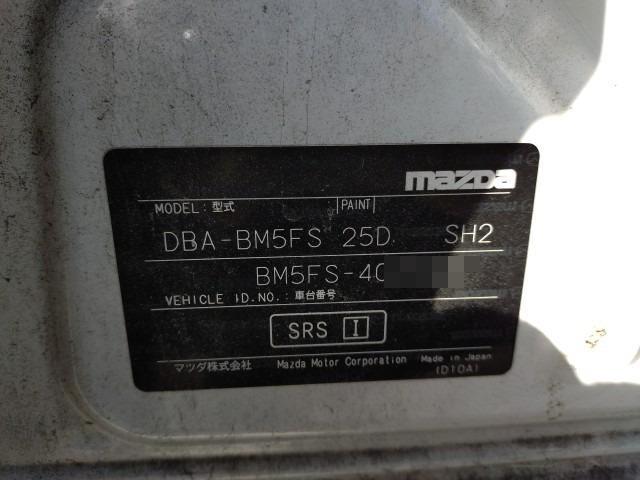 mazda
MODEL: 型式 PAINT
DBA-BM5FS 25D SH2
BM5FS-40
VEHICLE ID.NO.: 車台番号
SRS I
マツダ株式会社 Mazda Motor Corporation Made in Japan
(D10A)